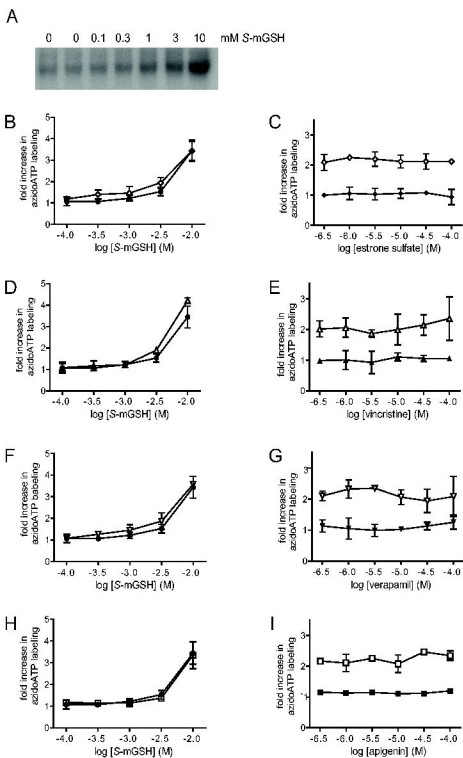 A
0 0 0.1 0.3 1 3 10 mM S-mGSH
B
fold increase in
azidoATP labeling
5
4
3
2
1
0
-4.0 -3.5 -3.0 -2.5 -2.0
log [S-mGSH] (M)
C
fold increase in
azidoATP labeling
2
1
0
-6.5 -6.0 -5.5 -5.0 -4.5 -4.0
log [estrone sulfate] (M)
D
fold increase in
azidoATP labeling
5
4
3
2
1
0
-4.0 -3.5 -3.0 -2.5 -2.0
log [S-mGSH] (M)
E
fold increase in
azidoATP labeling
3
2
1
0
-6.5 -6.0 -5.5 -5.0 -4.5 -4.0
log [vincristine] (M)
F
fold increase in
azidoATP labeling
5
4
3
2
1
0
-4.0 -3.5 -3.0 -2.5 -2.0
log [S-mGSH] (M)
G
fold increase in
azidoATP labeling
3
2
1
0
-6.5 -6.0 -5.5 -5.0 -4.5 -4.0
log [verapamil] (M)
H
fold increase in
azidoATP labeling
5
4
3
2
1
0
-4.0 -3.5 -3.0 -2.5 -2.0
log [S-mGSH] (M)
I
fold increase in
azidoATP labeling
3
2
1
0
-6.5 -6.0 -5.5 -5.0 -4.5 -4.0
log [apigenin] (M)